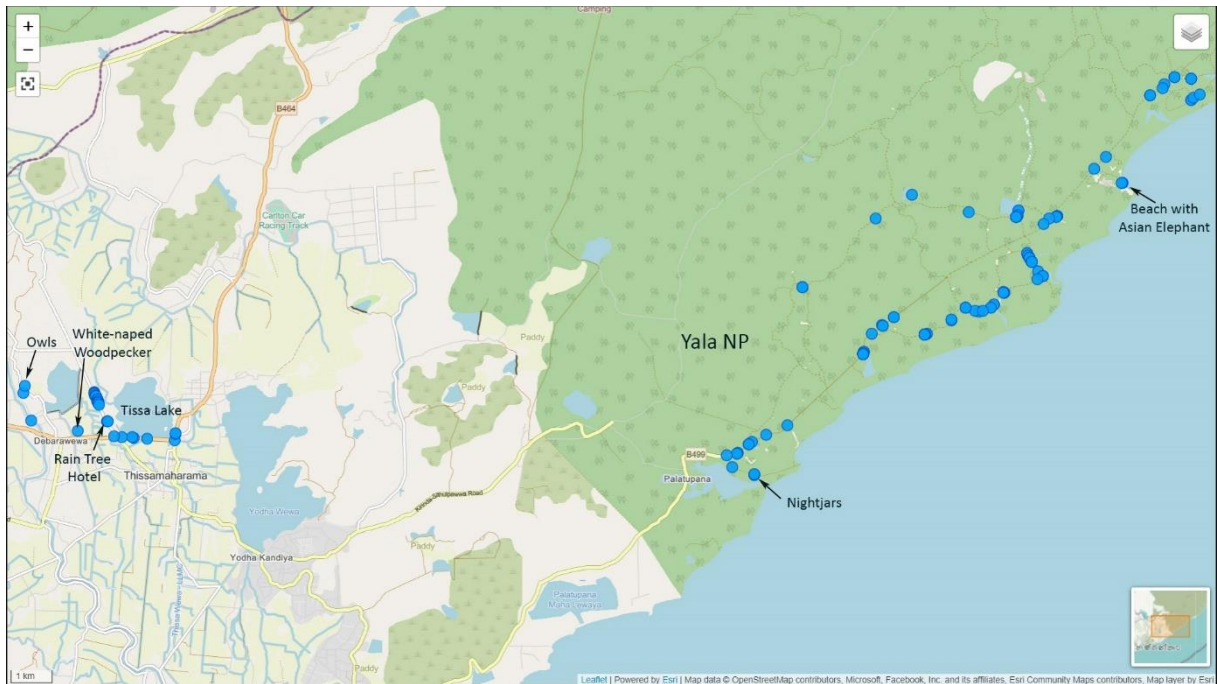 Camping
+
−
B464
Carlton Car
Racing Track
Beach with
Asian Elephant
White-naped
Woodpecker
Owls
Paddy
Yala NP
Paddy
Tissa Lake
Debarawewa
Rain Tree
Hotel
Thissamaharama
B499
Palatupana
Kirinda-Sithulpawwa Road
Nightjars
Yodha Wewa
Paddy
Yodha Kandiya
Palatupana
Maha Lewaya
Paddy
1 km
Leaflet | Powered by Esri | Map data © OpenStreetMap contributors, Microsoft, Facebook, Inc. and its affiliates, Esri Community Maps contributors, Map layer by Esri